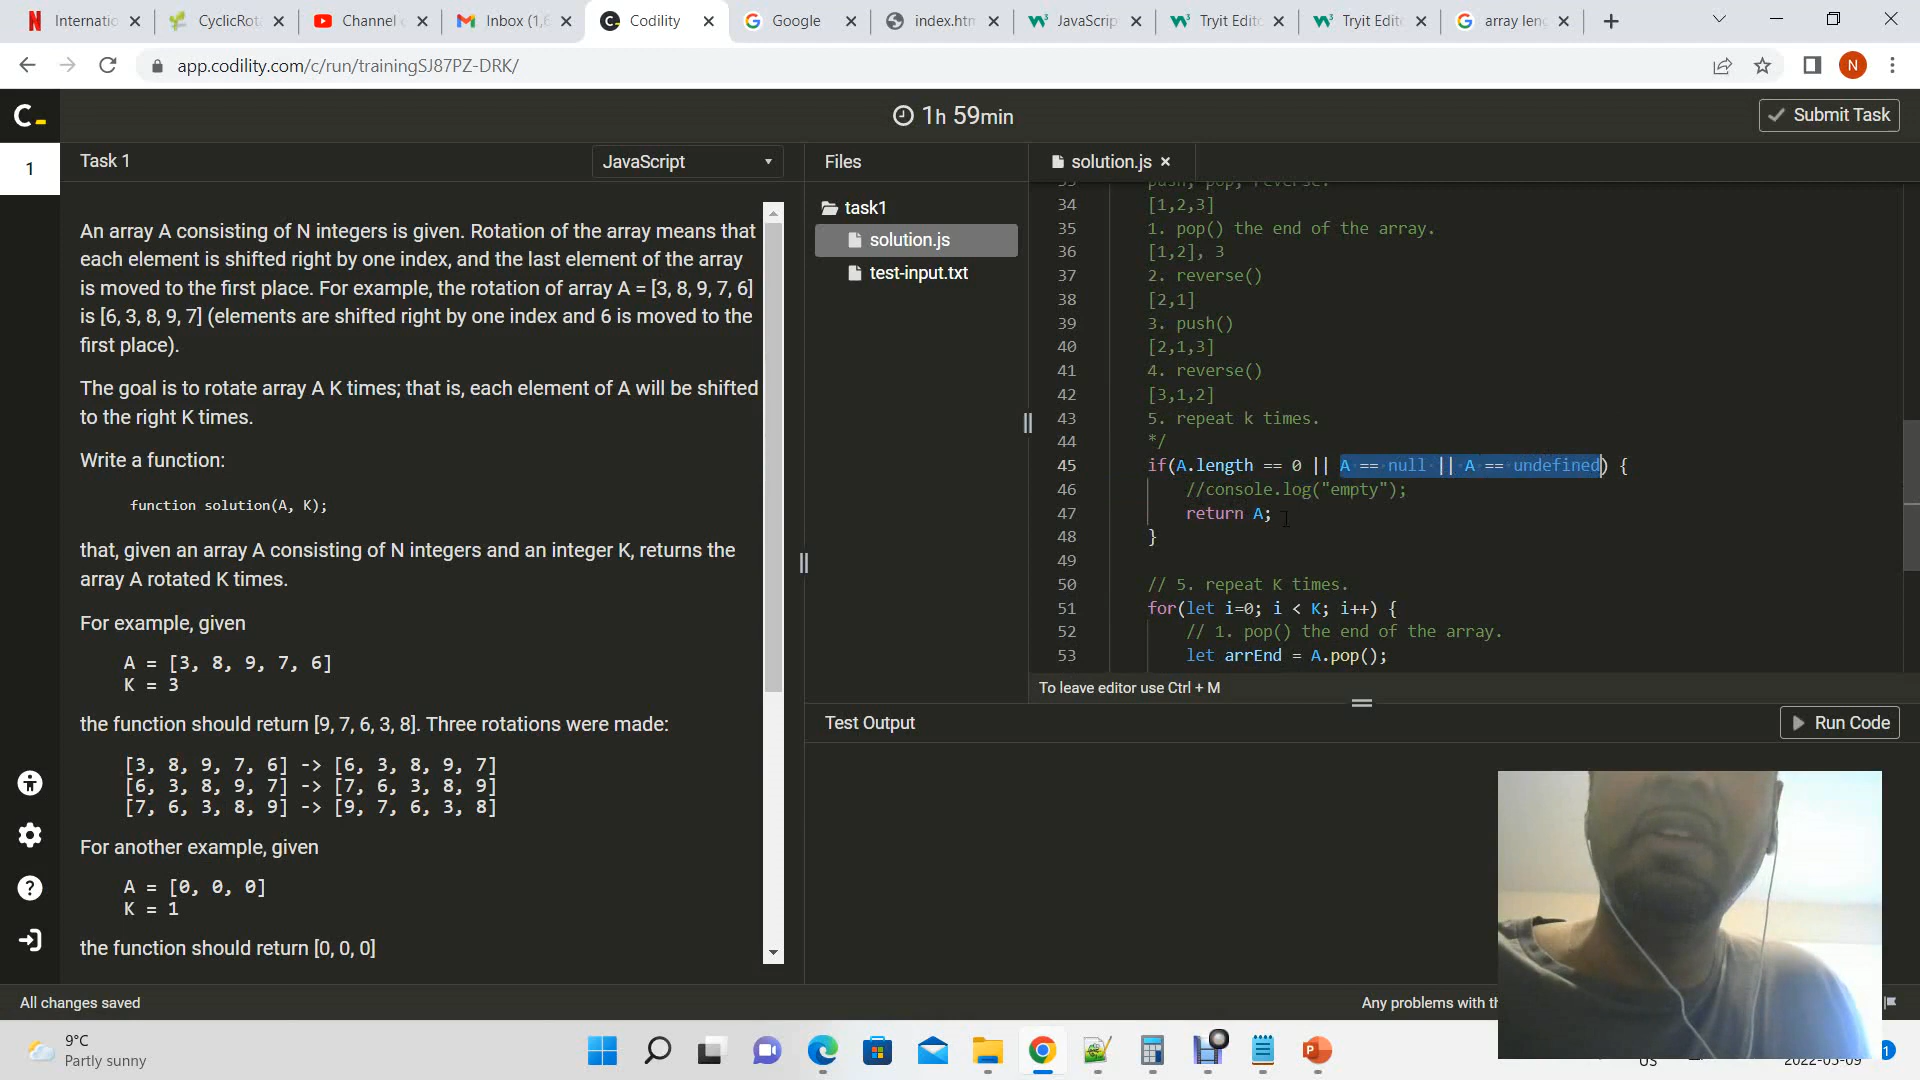 Internatio
CyclicRot
Channel
Inbox (1,6
Codility
Google
index.htm
JavaScrip
Tryit Edito
Tryit Edite
array leng
app.codility.com/c/run/trainingSJ87PZ-DRK/
N
C_
1h 59min
Submit Task
1
Task 1
JavaScript
Files
solution.js
task1
solution.js
test-input.txt
An array A consisting of N integers is given. Rotation of the array means that
each element is shifted right by one index, and the last element of the array
is moved to the first place. For example, the rotation of array A = [3, 8, 9, 7, 6]
is [6, 3, 8, 9, 7] (elements are shifted right by one index and 6 is moved to the
first place).
The goal is to rotate array A K times; that is, each element of A will be shifted
to the right K times.
Write a function:
function solution(A, K);
that, given an array A consisting of N integers and an integer K, returns the
array A rotated K times.
For example, given
A = [3, 8, 9, 7, 6]
K = 3
the function should return [9, 7, 6, 3, 8]. Three rotations were made:
[3, 8, 9, 7, 6] -> [6, 3, 8, 9, 7]
[6, 3, 8, 9, 7] -> [7, 6, 3, 8, 9]
[7, 6, 3, 8, 9] -> [9, 7, 6, 3, 8]
For another example, given
A = [0, 0, 0]
K = 1
the function should return [0, 0, 0]
33 push, pop, reverse.
34 [1,2,3]
35 1. pop() the end of the array.
36 [1,2], 3
37 2. reverse()
38 [2,1]
39 3. push()
40 [2,1,3]
41 4. reverse()
42 [3,1,2]
43 5. repeat k times.
44 */
45 if(A.length == 0 || A == null || A == undefined) {
46 //console.log("empty");
47 return A;
48 }
49
50 // 5. repeat K times.
51 for(let i=0; i < K; i++) {
52 // 1. pop() the end of the array.
53 let arrEnd = A.pop();
To leave editor use Ctrl + M
Test Output
Run Code
All changes saved
Any problems with th
9°C
Partly sunny
US
2022-05-09
1